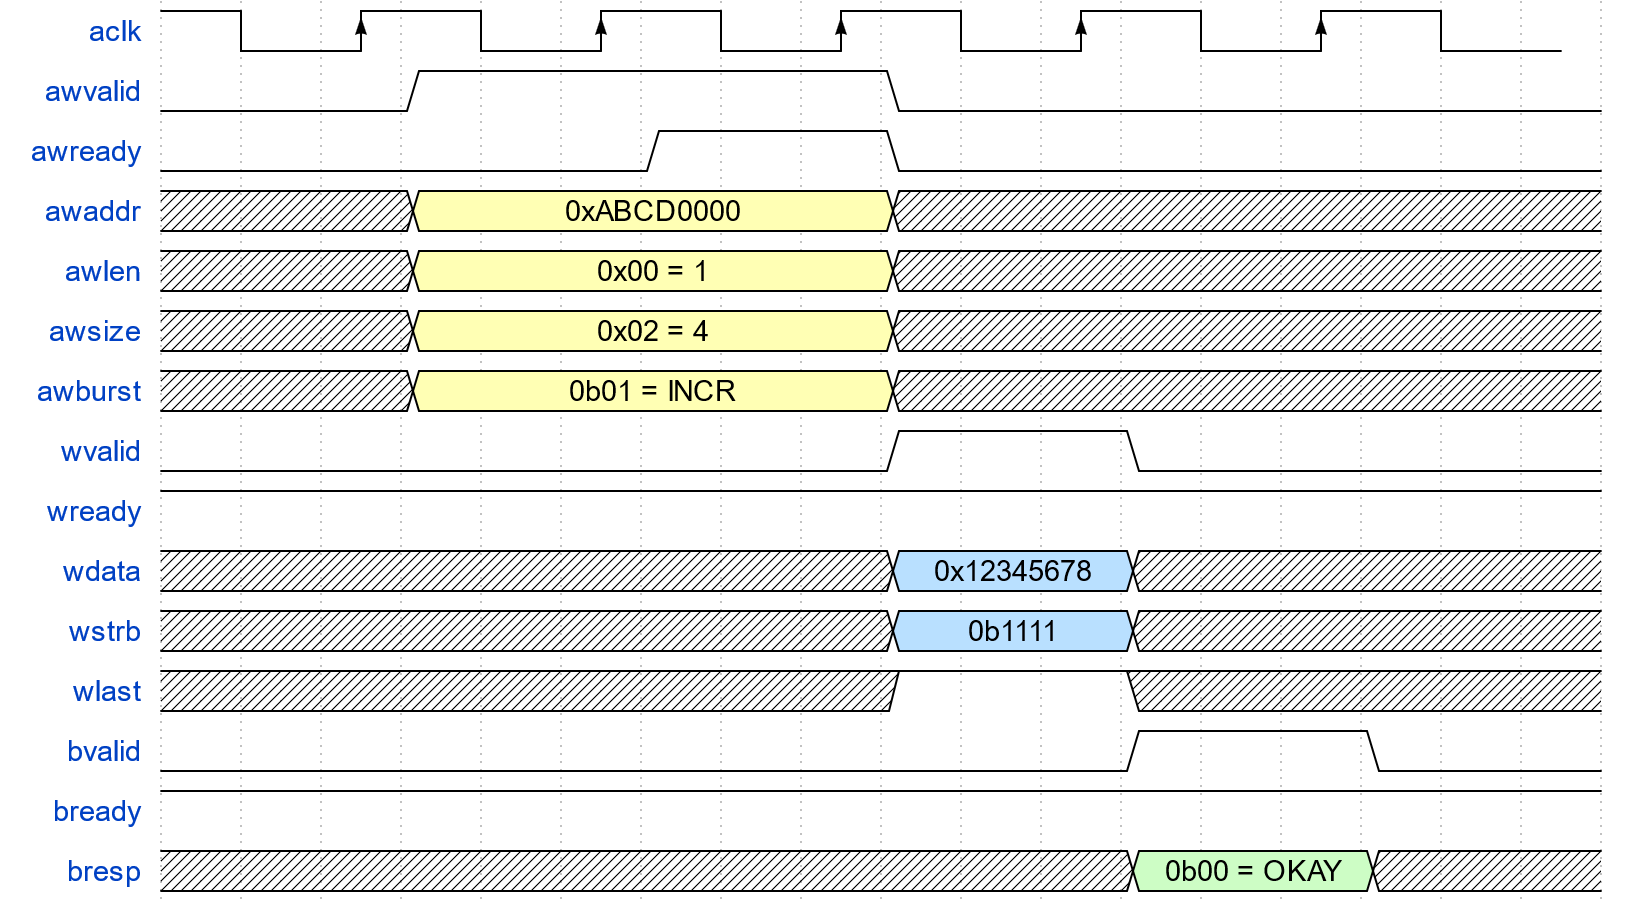 aclk
awvalid
awready
awaddr 0xABCD0000
awlen 0x00 = 1
awsize 0x02 = 4
awburst 0b01 = INCR
wvalid
wready
wdata 0x12345678
wstrb 0b1111
wlast
bvalid
bready
bresp 0b00 = OKAY